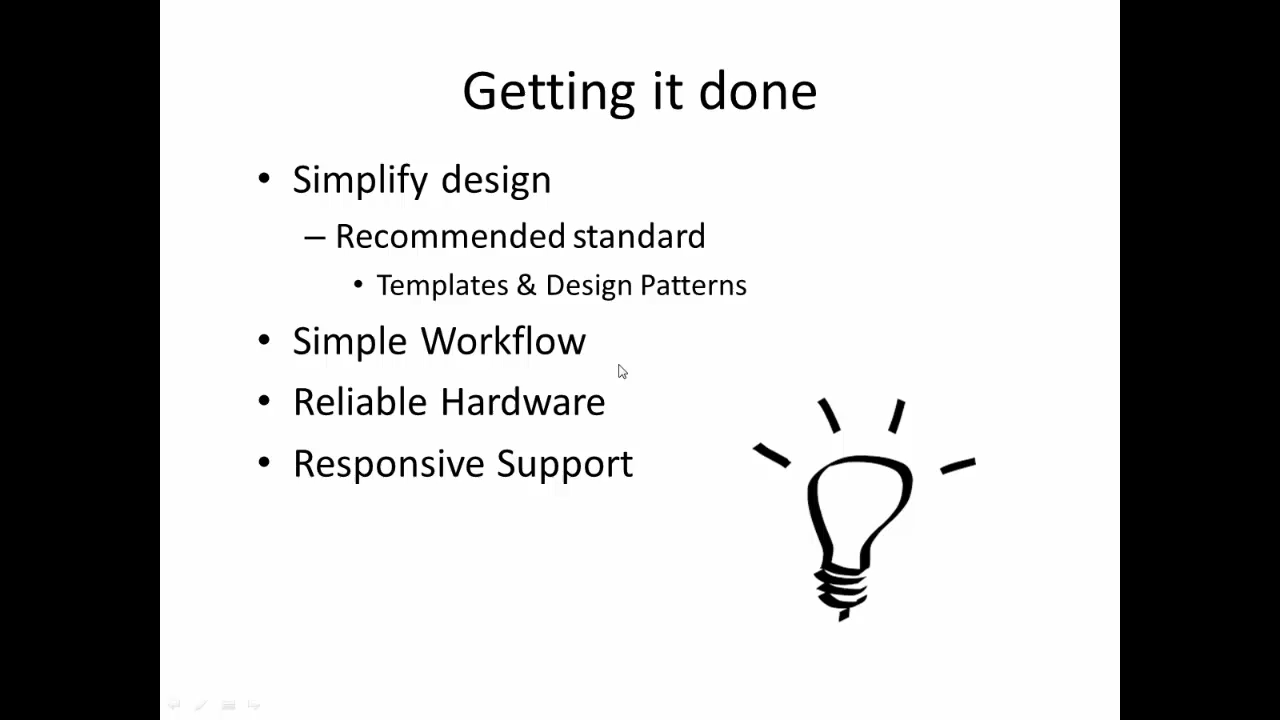 Getting it done
• Simplify design
– Recommended standard
• Templates & Design Patterns
• Simple Workflow
• Reliable Hardware
• Responsive Support